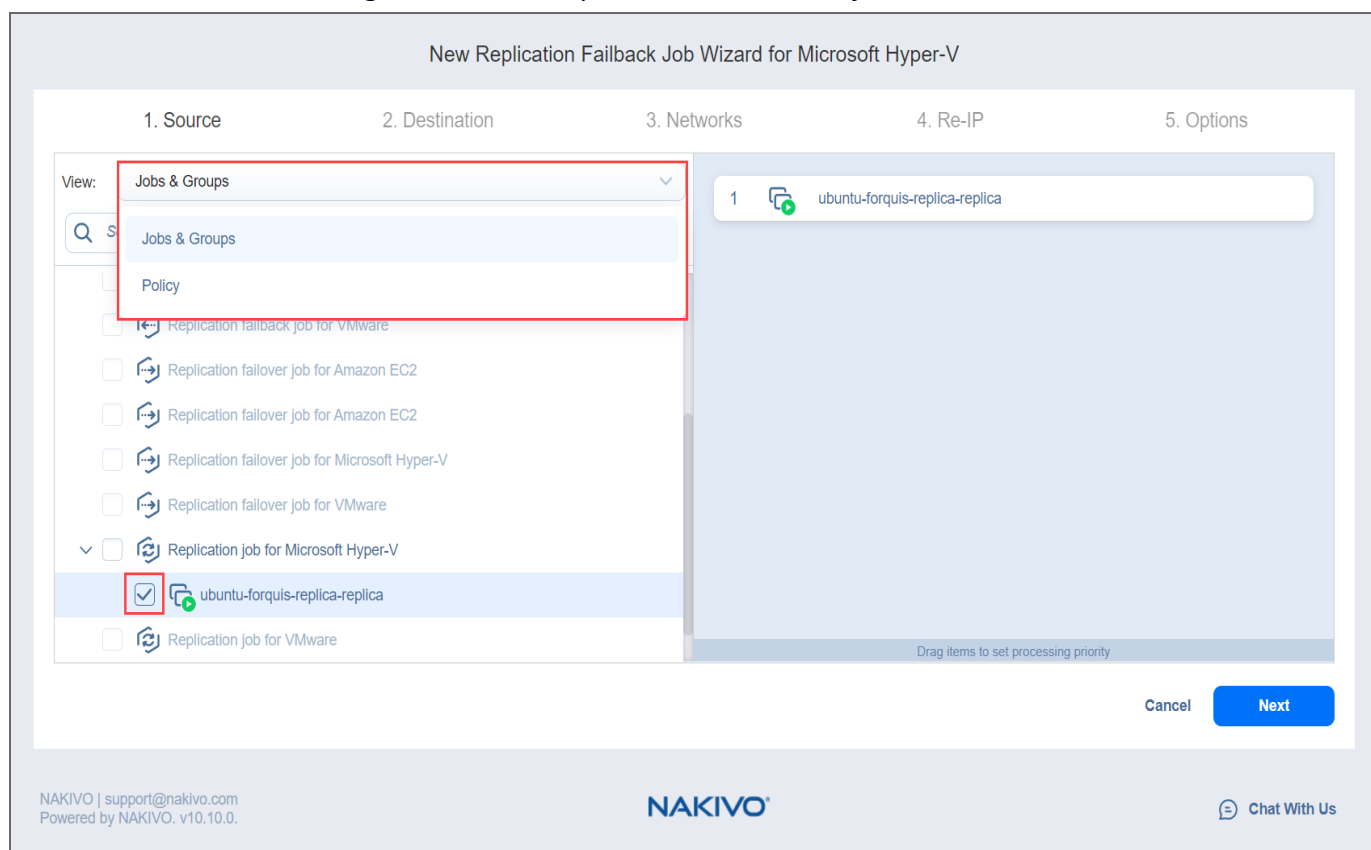 New Replication Failback Job Wizard for Microsoft Hyper-V
1. Source 2. Destination 3. Networks 4. Re-IP 5. Options
View: Jobs & Groups
Jobs & Groups
Policy
Replication failback job for VMware
Replication failover job for Amazon EC2
Replication failover job for Amazon EC2
Replication failover job for Microsoft Hyper-V
Replication failover job for VMware
Replication job for Microsoft Hyper-V
ubuntu-forquis-replica-replica
Replication job for VMware
1 ubuntu-forquis-replica-replica
Drag items to set processing priority
Cancel Next
NAKIVO | support@nakivo.com
Powered by NAKIVO. v10.10.0.
NAKIVO®
Chat With Us